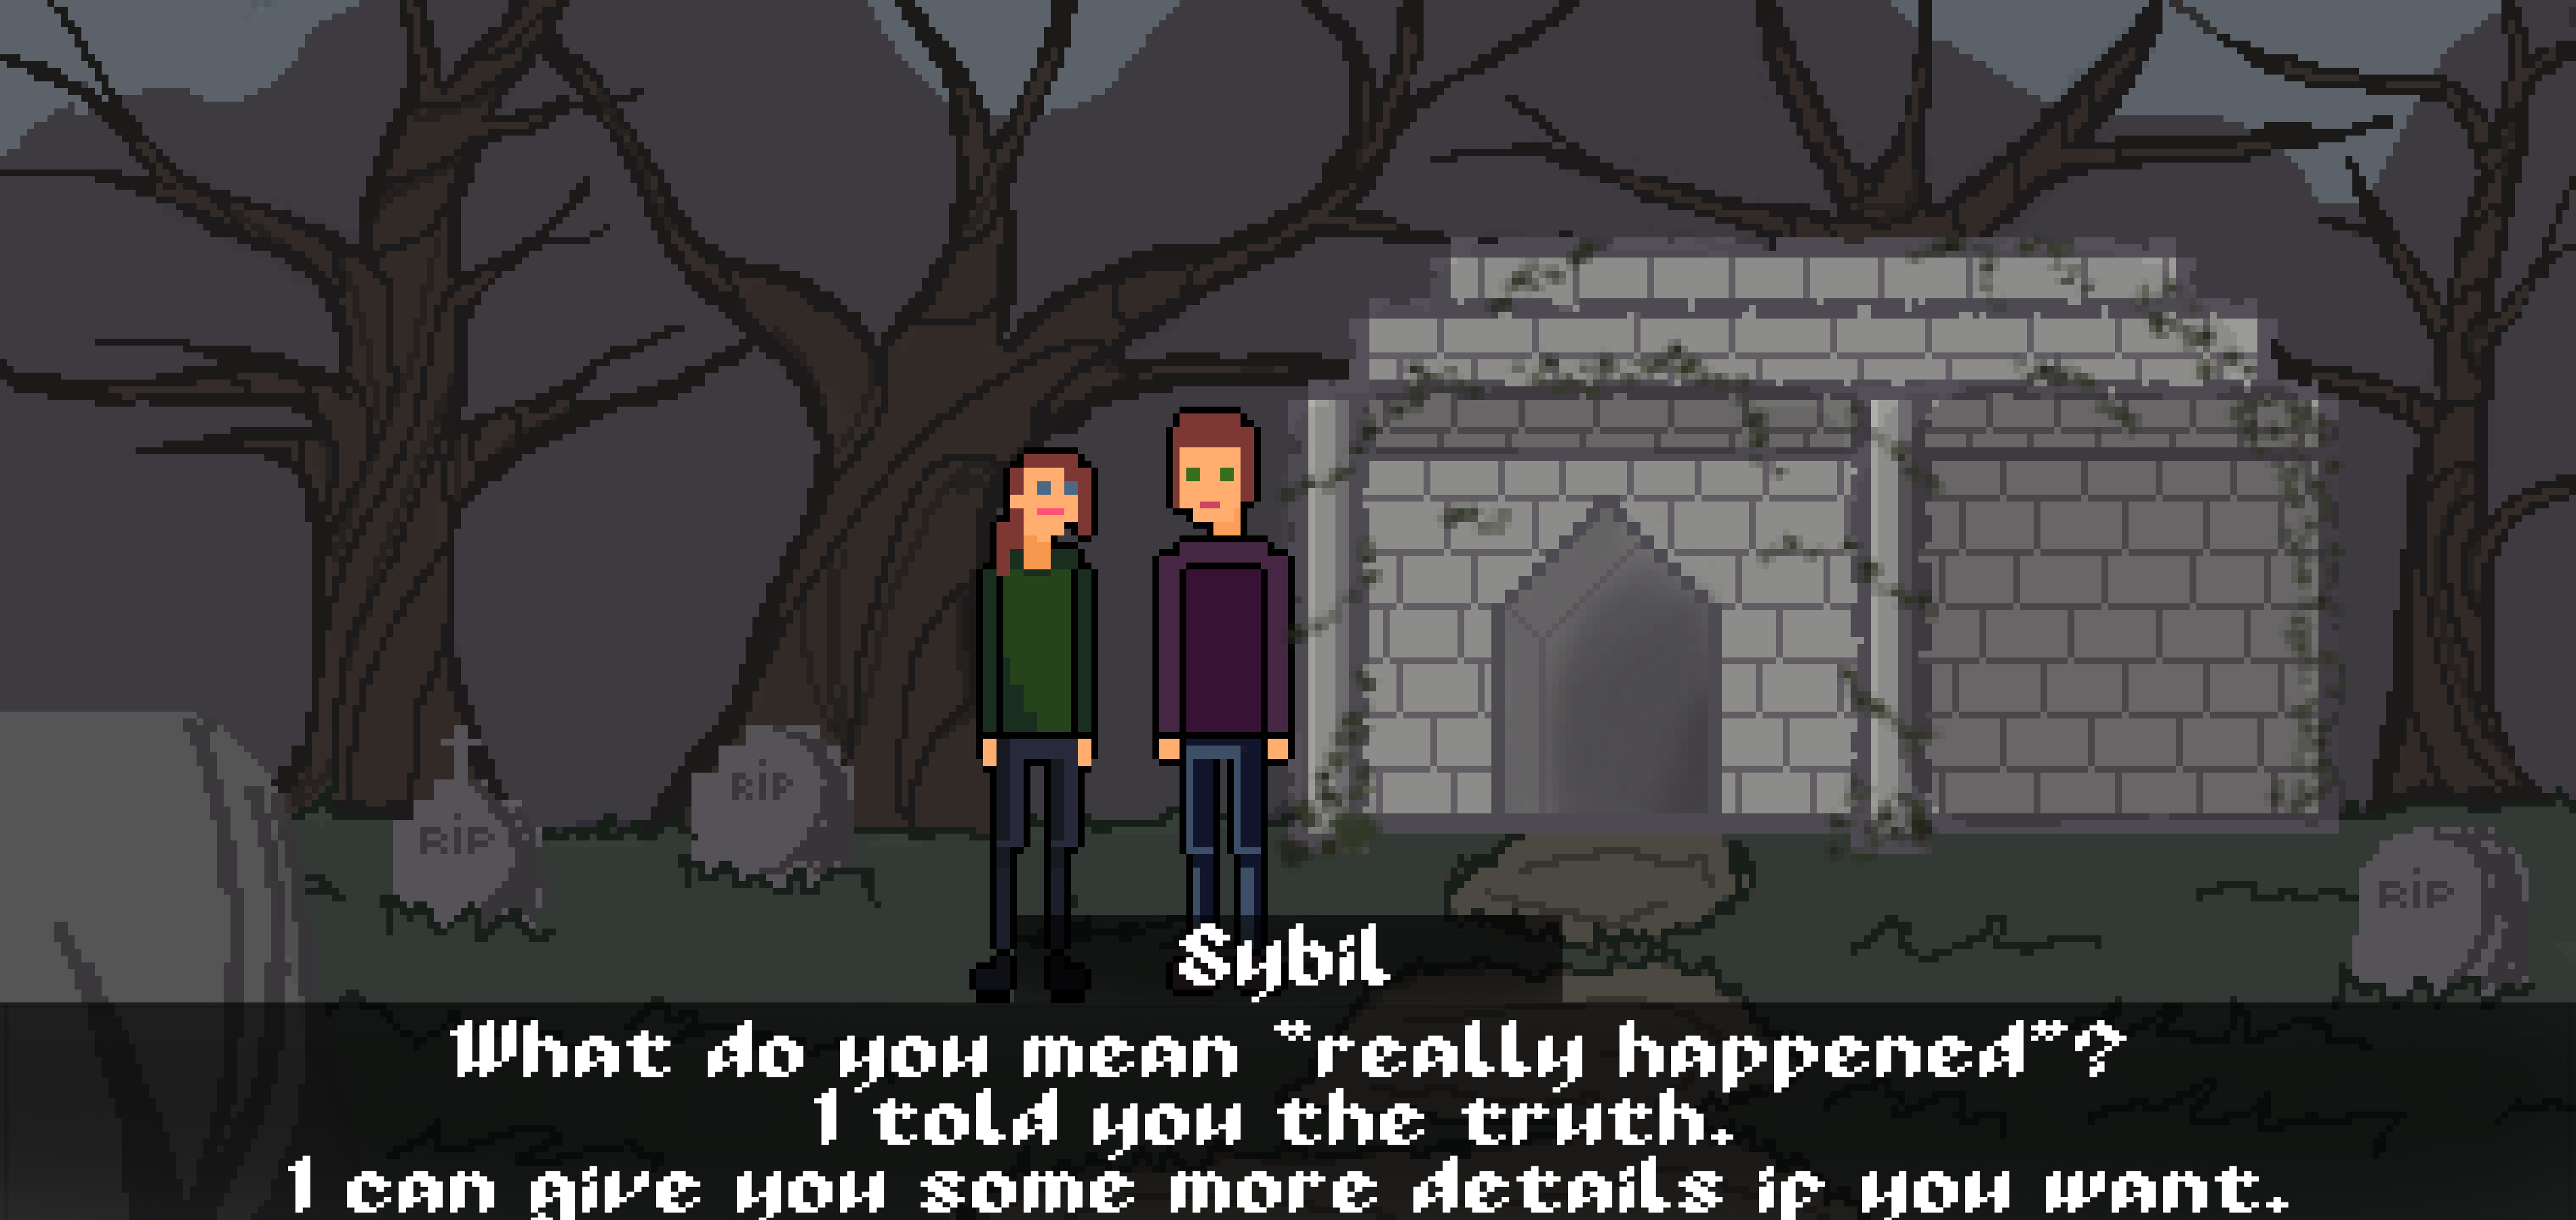 RiP
RiP
RiP
Sybil
What do you mean "really happened"?
I told you the truth.
I can give you some more details if you want.